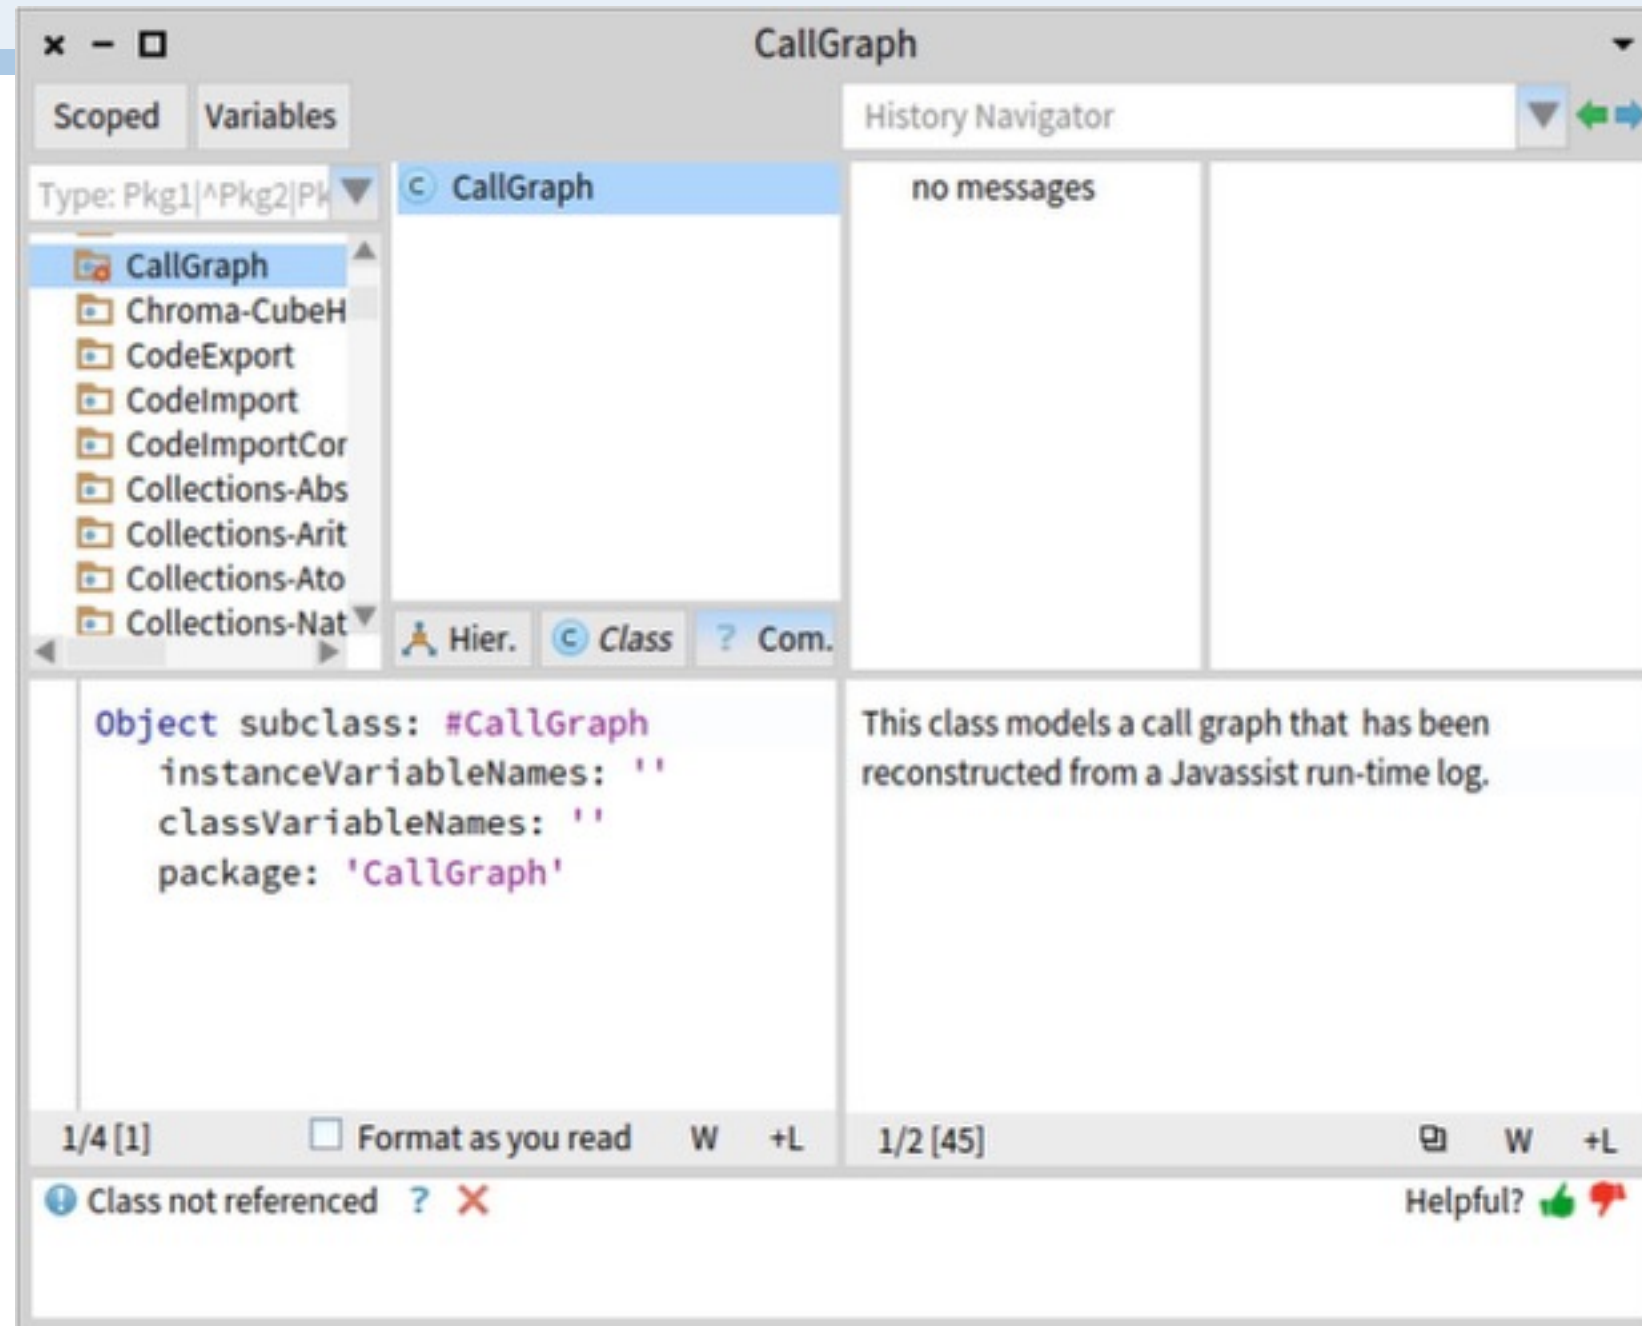 CallGraph
Scoped
Variables
History Navigator
Type: Pkg1|^Pkg2|Pk
CallGraph
Chroma-CubeH
CodeExport
CodeImport
CodeImportCor
Collections-Abs
Collections-Arit
Collections-Ato
Collections-Nat
CallGraph
Hier.
Class
? Com.
no messages
Object subclass: #CallGraph
instanceVariableNames: ''
classVariableNames: ''
package: 'CallGraph'
1/4 [1]
Format as you read
W
+L
This class models a call graph that  has been
reconstructed from a Javassist run-time log.
1/2 [45]
W
+L
Class not referenced ?
Helpful?